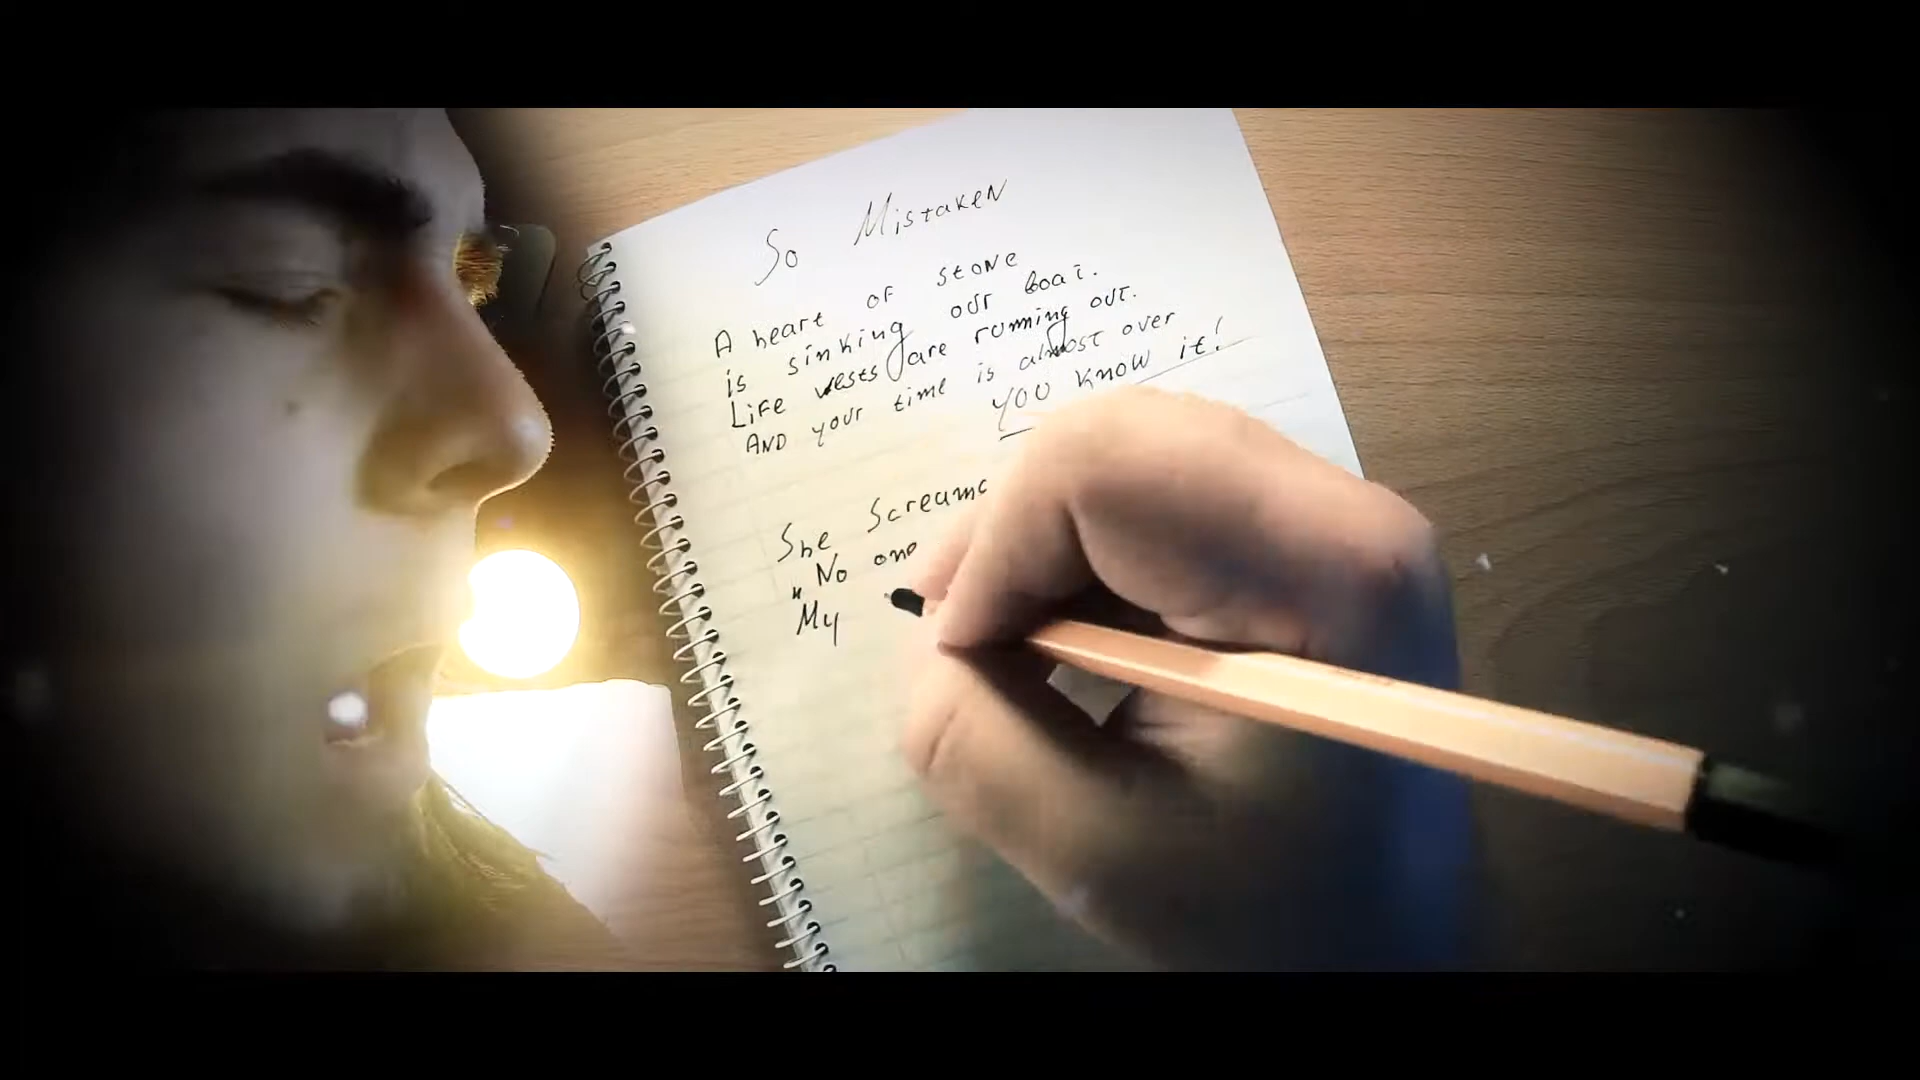 So Mistaken
A heart of stone
is sinking our boat.
Life vests are running out.
AND your time is almost over
YOU KNOW it!
She Screams
"No one
My